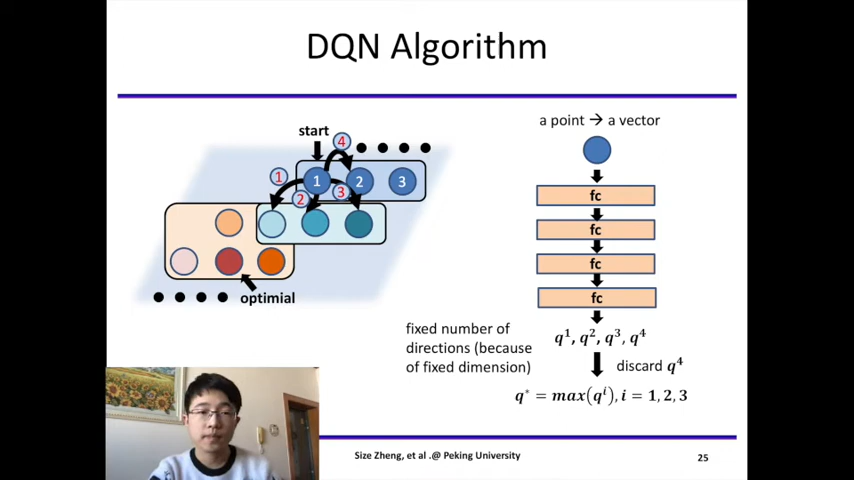 DQN Algorithm
start
4
1
2
3
1
2
3
optimial
a point → a vector
fc
fc
fc
fc
q¹, q², q³, q⁴
fixed number of
directions (because
of fixed dimension)
discard q⁴
q* = max(qⁱ), i = 1, 2, 3
Size Zheng, et al .@ Peking University
25